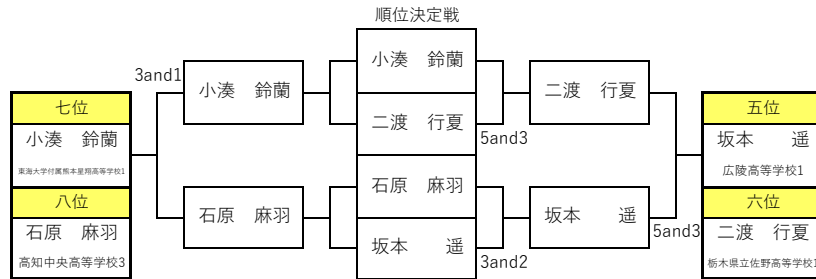 順位決定戦
3and1
小湊　鈴蘭
小湊　鈴蘭
二渡　行夏
二渡　行夏
5and3
七位
小湊　鈴蘭
東海大学付属熊本星翔高等学校1
八位
石原　麻羽
高知中央高等学校3
石原　麻羽
石原　麻羽
坂本　　遥
坂本　　遥
3and2
5and3
五位
坂本　　遥
広陵高等学校1
六位
二渡　行夏
栃木県立佐野高等学校1